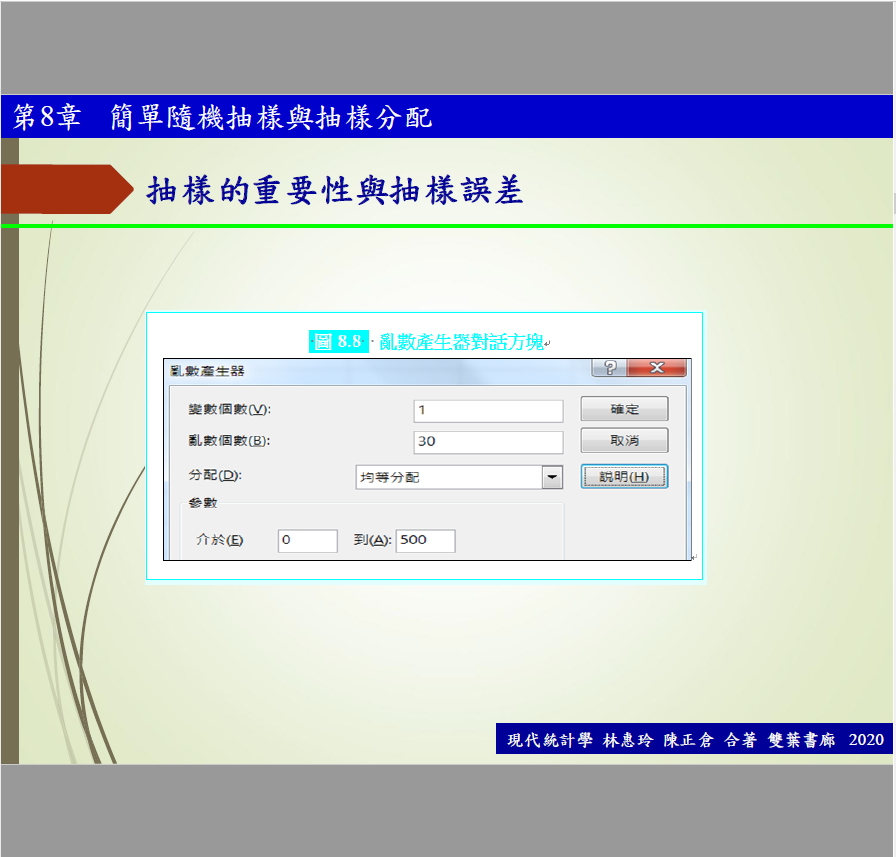 第8章 簡單隨機抽樣與抽樣分配
抽樣的重要性與抽樣誤差
圖 8.8 亂數產生器對話方塊
亂數產生器
變數個數(V): 1 確定
亂數個數(B): 30 取消
分配(D): 均等分配 說明(H)
參數
介於(E) 0 到(A): 500
現代統計學 林惠玲 陳正倉 合著 雙葉書廊 2020